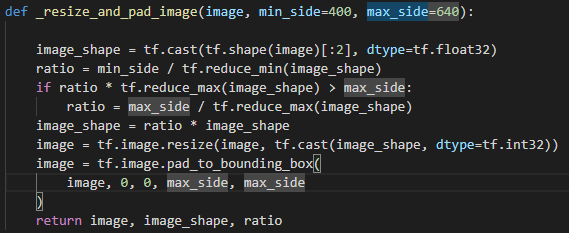 def _resize_and_pad_image(image, min_side=400, max_side=640):
image_shape = tf.cast(tf.shape(image)[:2], dtype=tf.float32)
ratio = min_side / tf.reduce_min(image_shape)
if ratio * tf.reduce_max(image_shape) > max_side:
ratio = max_side / tf.reduce_max(image_shape)
image_shape = ratio * image_shape
image = tf.image.resize(image, tf.cast(image_shape, dtype=tf.int32))
image = tf.image.pad_to_bounding_box(
image, 0, 0, max_side, max_side
)
return image, image_shape, ratio